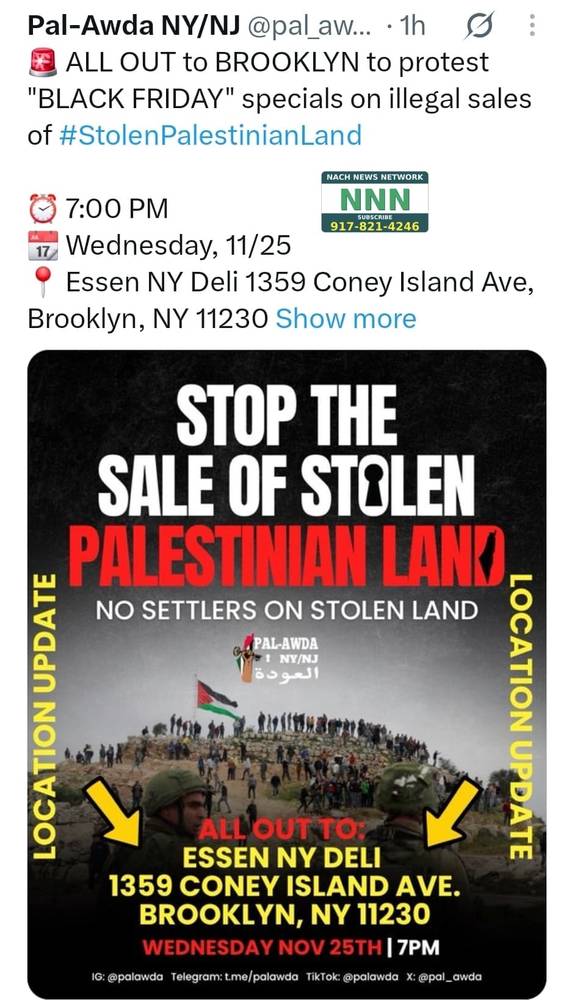 Pal-Awda NY/NJ @pal_aw... · 1h
🚨 ALL OUT to BROOKLYN to protest
"BLACK FRIDAY" specials on illegal sales
of #StolenPalestinianLand
NACH NEWS NETWORK
NNN
SUBSCRIBE
917-821-4246
⏰ 7:00 PM
📅 Wednesday, 11/25
📍 Essen NY Deli 1359 Coney Island Ave,
Brooklyn, NY 11230 Show more
STOP THE
SALE OF STOLEN
PALESTINIAN LAND
NO SETTLERS ON STOLEN LAND
PAL-AWDA
NY/NJ
العودة
LOCATION UPDATE
LOCATION UPDATE
ALL OUT TO:
ESSEN NY DELI
1359 CONEY ISLAND AVE.
BROOKLYN, NY 11230
WEDNESDAY NOV 25TH | 7PM
IG: @palawda Telegram: t.me/palawda TikTok: @palawda X: @pal_awda